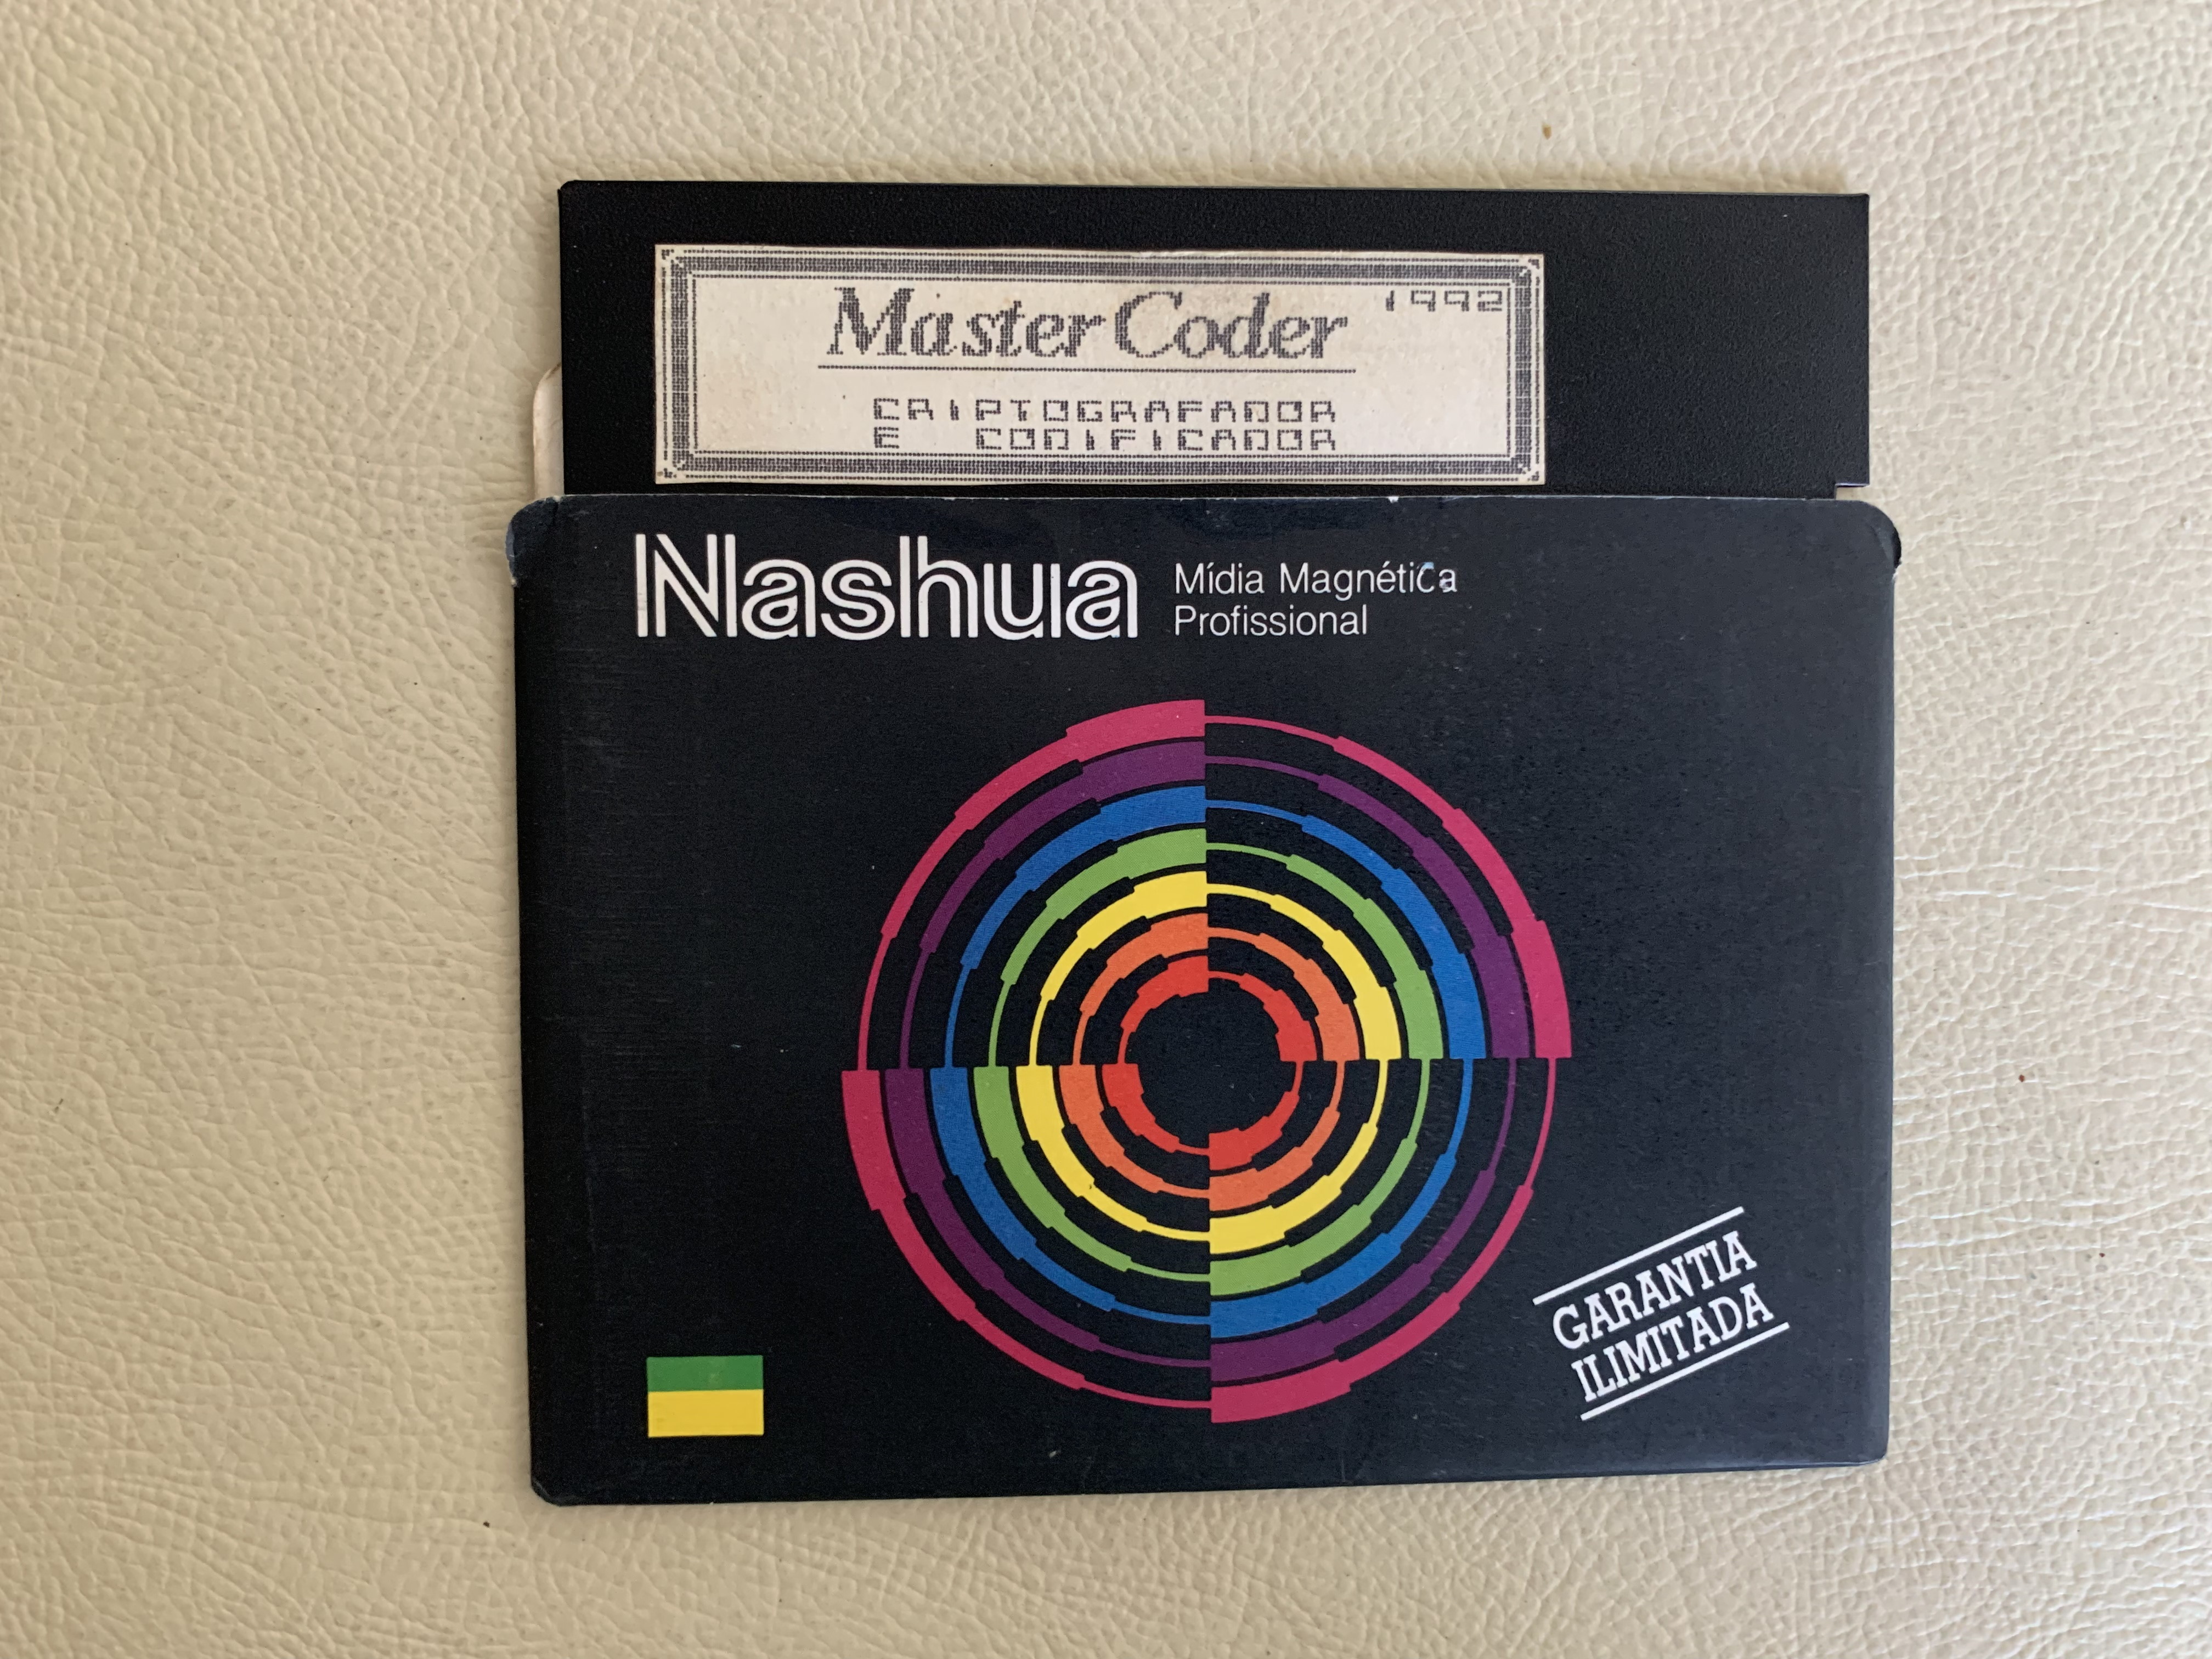 Master Coder 1992
CRIPTOGRAFADOR
E CODIFICADOR
Nashua
Mídia Magnética
Profissional
GARANTIA
ILIMITADA